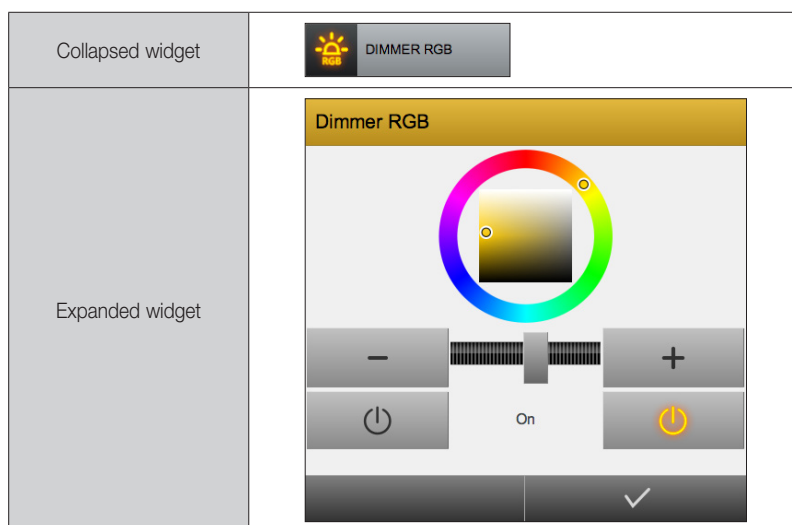 Collapsed widget
RGB
DIMMER RGB
Expanded widget
Dimmer RGB
On